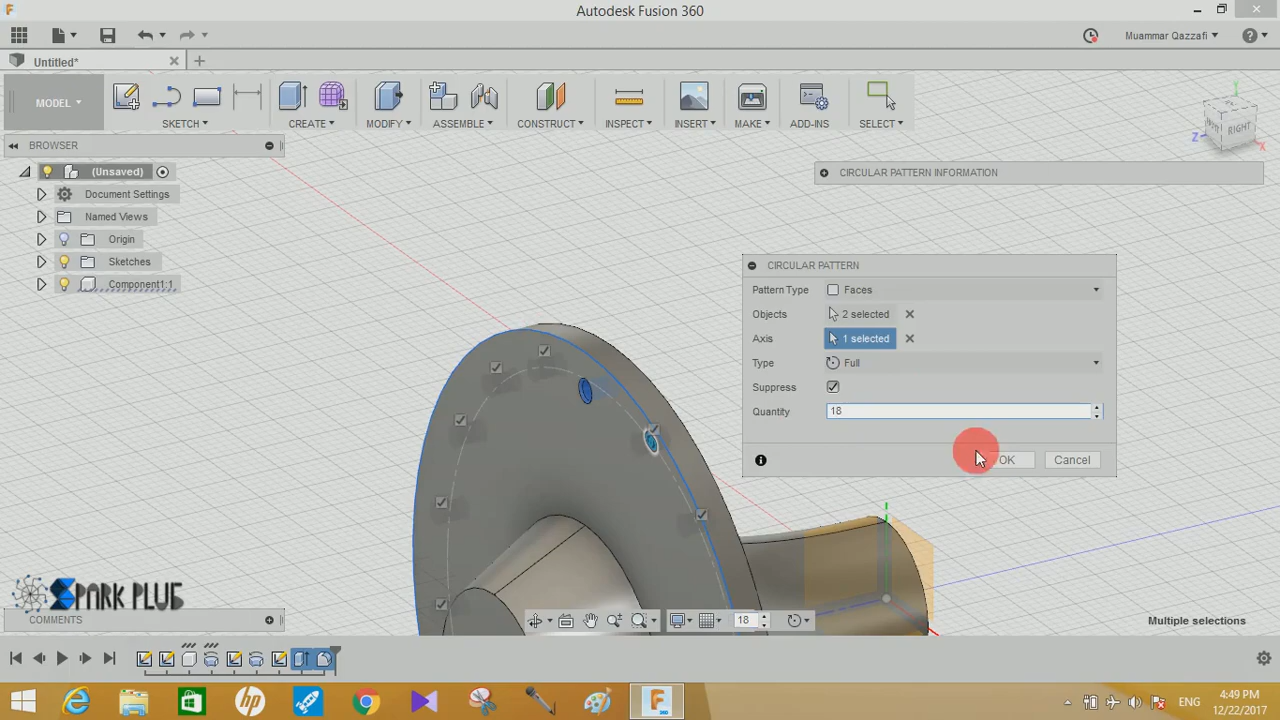 Autodesk Fusion 360
Muammar Qazzafi
Untitled*
MODEL
SKETCH
CREATE
MODIFY
ASSEMBLE
CONSTRUCT
INSPECT
INSERT
MAKE
ADD-INS
SELECT
RIGHT
Z
X
Y
BROWSER
(Unsaved)
Document Settings
Named Views
Origin
Sketches
Component1:1
CIRCULAR PATTERN INFORMATION
CIRCULAR PATTERN
Pattern Type Faces
Objects 2 selected
Axis 1 selected
Type Full
Suppress
Quantity 18
OK Cancel
SPARK PLUG
COMMENTS
18
Multiple selections
ENG
4:49 PM
12/22/2017